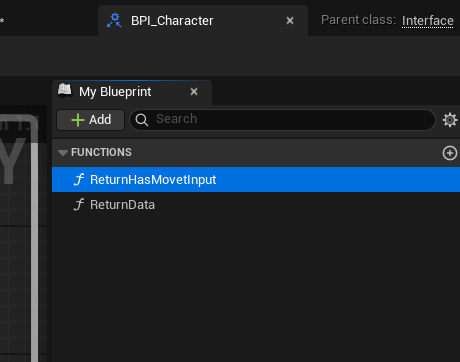 BPI_Character
Parent class: Interface
My Blueprint
Add
Search
FUNCTIONS
ReturnHasMovetInput
ReturnData